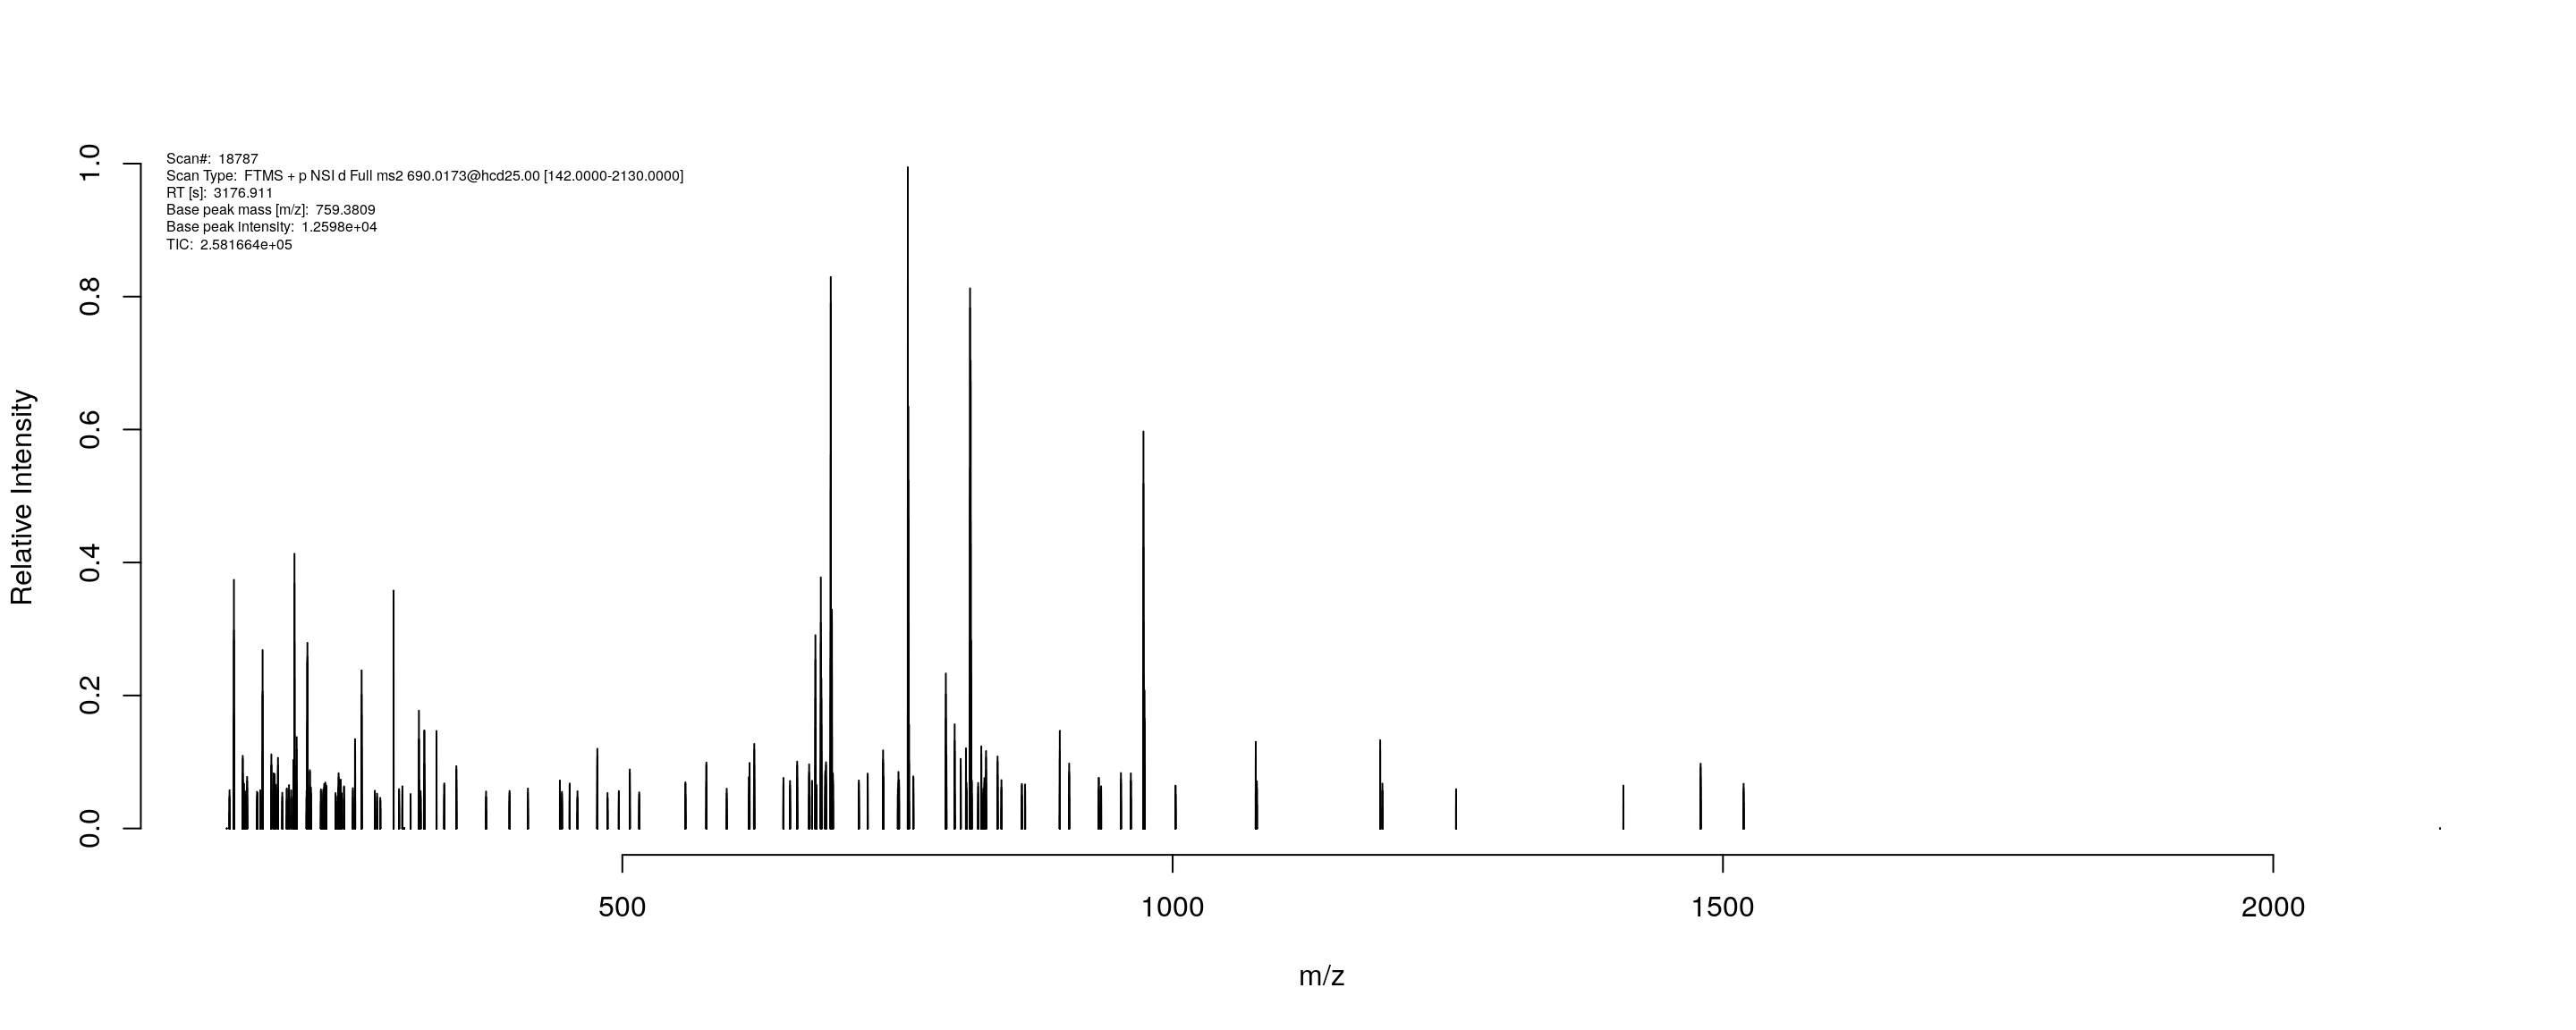 Scan#: 18787
Scan Type: FTMS + p NSI d Full ms2 690.0173@hcd25.00 [142.0000-2130.0000]
RT [s]: 3176.911
Base peak mass [m/z]: 759.3809
Base peak intensity: 1.2598e+04
TIC: 2.581664e+05
1.0
0.8
0.6
0.4
0.2
0.0
Relative Intensity
500 1000 1500 2000
m/z